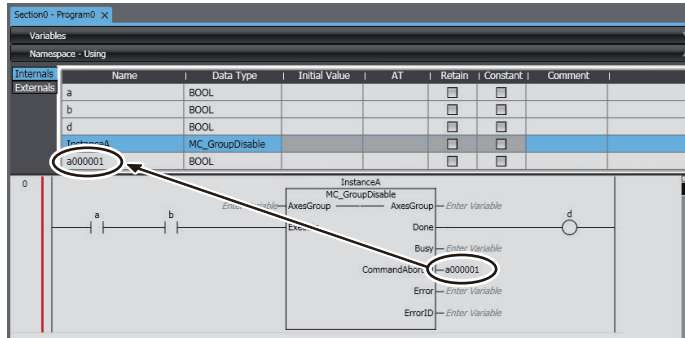 Section0 - Program0 ×
Variables
Namespace - Using
Internals Name Data Type Initial Value AT Retain Constant Comment
Externals
a BOOL
b BOOL
d BOOL
InstanceA MC_GroupDisable
a000001 BOOL
0
InstanceA
MC_GroupDisable
Enter Variable AxesGroup AxesGroup Enter Variable
a b Done d
Busy Enter Variable
a000001
Error Enter Variable
ErrorID Enter Variable